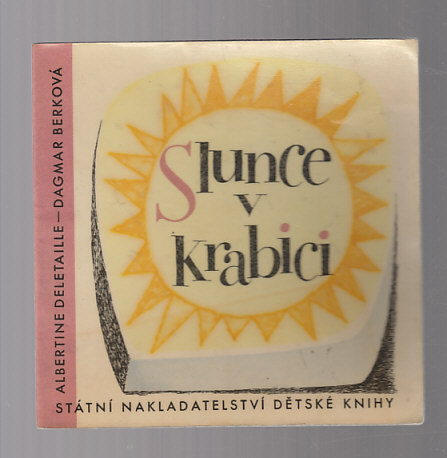 Slunce
v
krabici
ALBERTINE DELETAILLE—DAGMAR BERKOVÁ
STÁTNÍ NAKLADATELSTVÍ DĚTSKÉ KNIHY